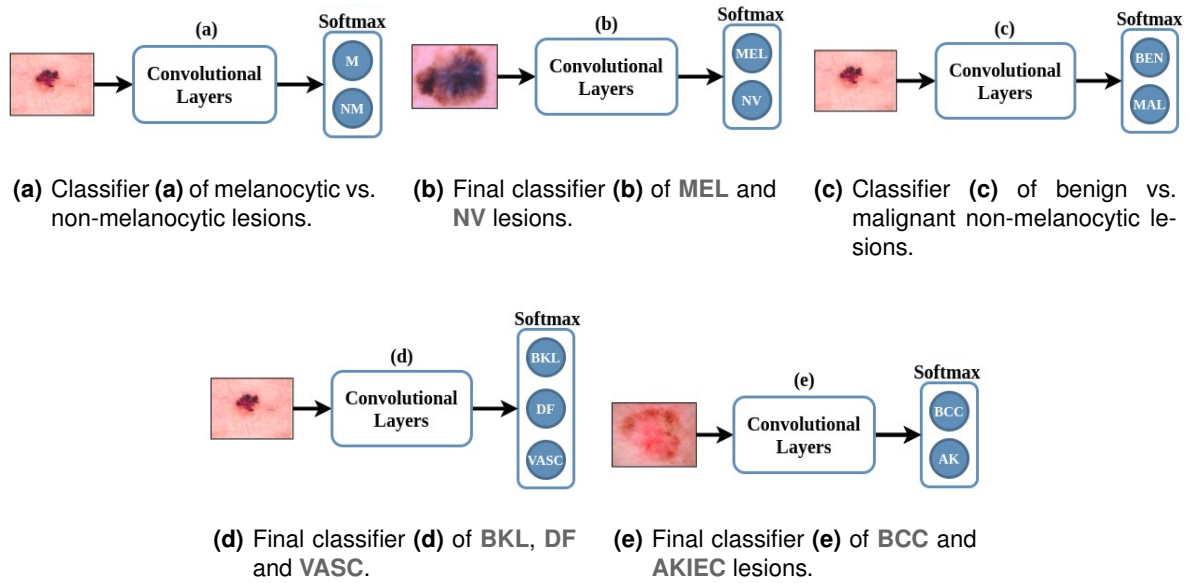 Softmax
(a)
Convolutional
Layers
M
NM
Softmax
(b)
Convolutional
Layers
MEL
NV
Softmax
(c)
Convolutional
Layers
BEN
MAL
(a) Classifier (a) of melanocytic vs.
non-melanocytic lesions.
(b) Final classifier (b) of MEL and
NV lesions.
(c) Classifier (c) of benign vs.
malignant non-melanocytic le-
sions.
Softmax
(d)
Convolutional
Layers
BKL
DF
VASC
Softmax
(e)
Convolutional
Layers
BCC
AK
(d) Final classifier (d) of BKL, DF
and VASC.
(e) Final classifier (e) of BCC and
AKIEC lesions.